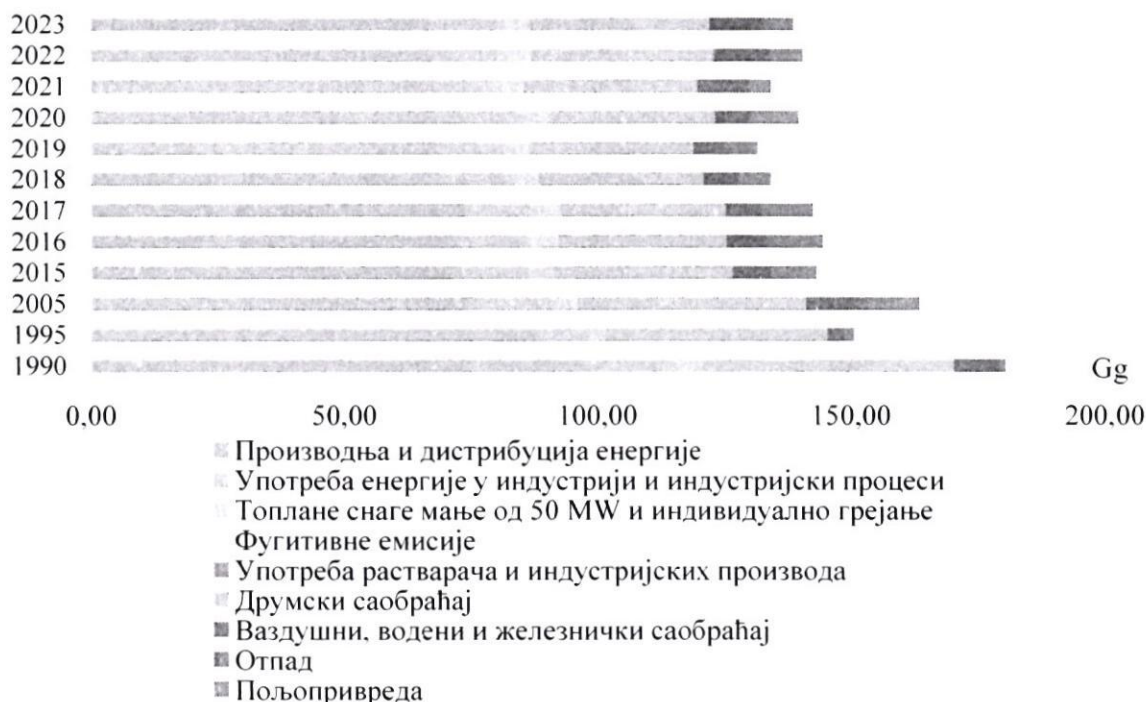 2023
2022
2021
2020
2019
2018
2017
2016
2015
2005
1995
1990
Gg
0,00 50,00 100,00 150,00 200,00
Производња и дистрибуција енергије
Употреба енергије у индустрији и индустријски процеси
Топлане снаге мање од 50 MW и индивидуално грејање
Фугитивне емисије
Употреба растварача и индустријских производа
Друмски саобраћај
Ваздушни, водени и железнички саобраћај
Отпад
Пољопривреда